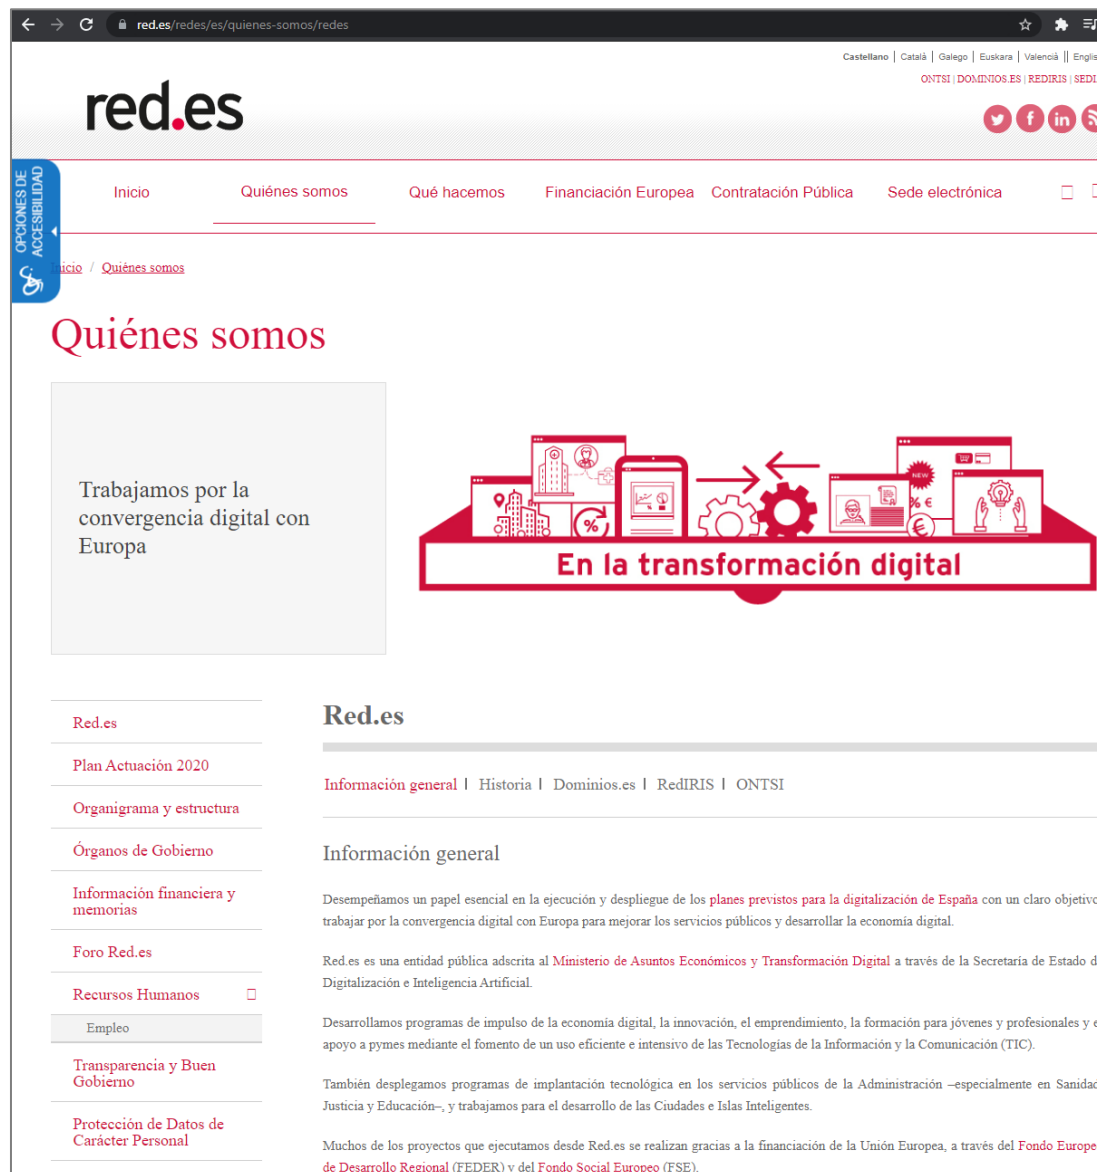 red.es/redes/es/quienes-somos/redes
Castellano | Català | Galego | Euskara | Valencià || Englis
ONTSI | DOMINIOS.ES | REDIRIS | SEDI
red.es
OPCIONES DE
ACCESIBILIDAD
Inicio Quiénes somos Qué hacemos Financiación Europea Contratación Pública Sede electrónica
Inicio / Quiénes somos
Quiénes somos
Trabajamos por la
convergencia digital con
Europa
NEW
% €
(%)
€
En la transformación digital
Red.es
Plan Actuación 2020
Organigrama y estructura
Órganos de Gobierno
Información financiera y
memorias
Foro Red.es
Recursos Humanos
Empleo
Transparencia y Buen
Gobierno
Protección de Datos de
Carácter Personal
Red.es
Información general | Historia | Dominios.es | RedIRIS | ONTSI
Información general
Desempeñamos un papel esencial en la ejecución y despliegue de los planes previstos para la digitalización de España con un claro objetivo
trabajar por la convergencia digital con Europa para mejorar los servicios públicos y desarrollar la economía digital.
Red.es es una entidad pública adscrita al Ministerio de Asuntos Económicos y Transformación Digital a través de la Secretaría de Estado d
Digitalización e Inteligencia Artificial.
Desarrollamos programas de impulso de la economía digital, la innovación, el emprendimiento, la formación para jóvenes y profesionales y e
apoyo a pymes mediante el fomento de un uso eficiente e intensivo de las Tecnologías de la Información y la Comunicación (TIC).
También desplegamos programas de implantación tecnológica en los servicios públicos de la Administración –especialmente en Sanidad
Justicia y Educación–, y trabajamos para el desarrollo de las Ciudades e Islas Inteligentes.
Muchos de los proyectos que ejecutamos desde Red.es se realizan gracias a la financiación de la Unión Europea, a través del Fondo Europe
de Desarrollo Regional (FEDER) y del Fondo Social Europeo (FSE).